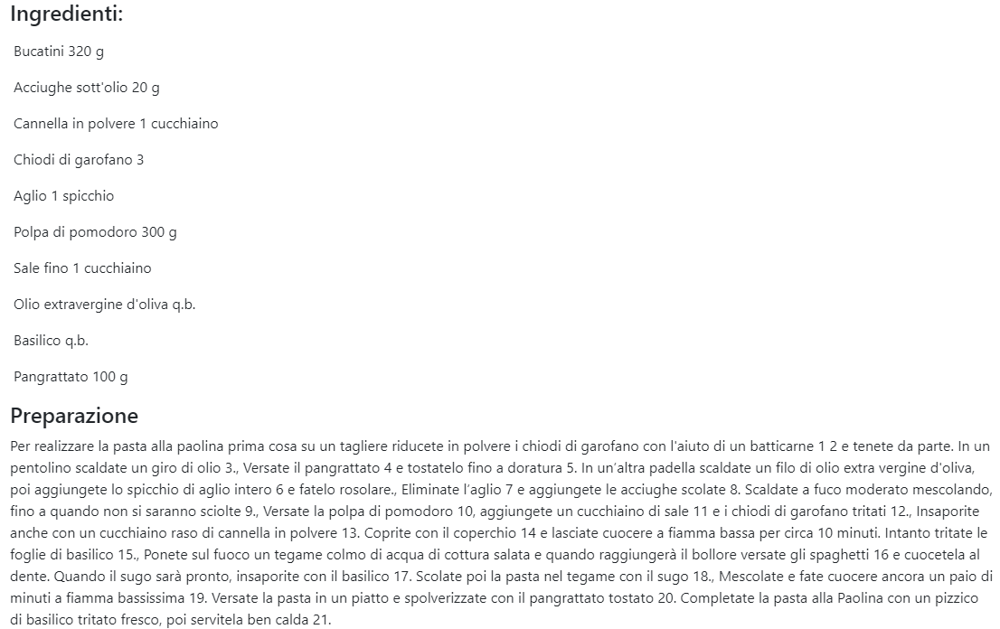 Ingredienti:
Bucatini 320 g
Acciughe sott'olio 20 g
Cannella in polvere 1 cucchiaino
Chiodi di garofano 3
Aglio 1 spicchio
Polpa di pomodoro 300 g
Sale fino 1 cucchiaino
Olio extravergine d'oliva q.b.
Basilico q.b.
Pangrattato 100 g
Preparazione
Per realizzare la pasta alla paolina prima cosa su un tagliere riducete in polvere i chiodi di garofano con l'aiuto di un batticarne 1 2 e tenete da parte. In un
pentolino scaldate un giro di olio 3., Versate il pangrattato 4 e tostatelo fino a doratura 5. In un’altra padella scaldate un filo di olio extra vergine d'oliva,
poi aggiungete lo spicchio di aglio intero 6 e fatelo rosolare., Eliminate l’aglio 7 e aggiungete le acciughe scolate 8. Scaldate a fuco moderato mescolando,
fino a quando non si saranno sciolte 9., Versate la polpa di pomodoro 10, aggiungete un cucchiaino di sale 11 e i chiodi di garofano tritati 12., Insaporite
anche con un cucchiaino raso di cannella in polvere 13. Coprite con il coperchio 14 e lasciate cuocere a fiamma bassa per circa 10 minuti. Intanto tritate le
foglie di basilico 15., Ponete sul fuoco un tegame colmo di acqua di cottura salata e quando raggiungerà il bollore versate gli spaghetti 16 e cuocetela al
dente. Quando il sugo sarà pronto, insaporite con il basilico 17. Scolate poi la pasta nel tegame con il sugo 18., Mescolate e fate cuocere ancora un paio di
minuti a fiamma bassissima 19. Versate la pasta in un piatto e spolverizzate con il pangrattato tostato 20. Completate la pasta alla Paolina con un pizzico
di basilico tritato fresco, poi servitela ben calda 21.